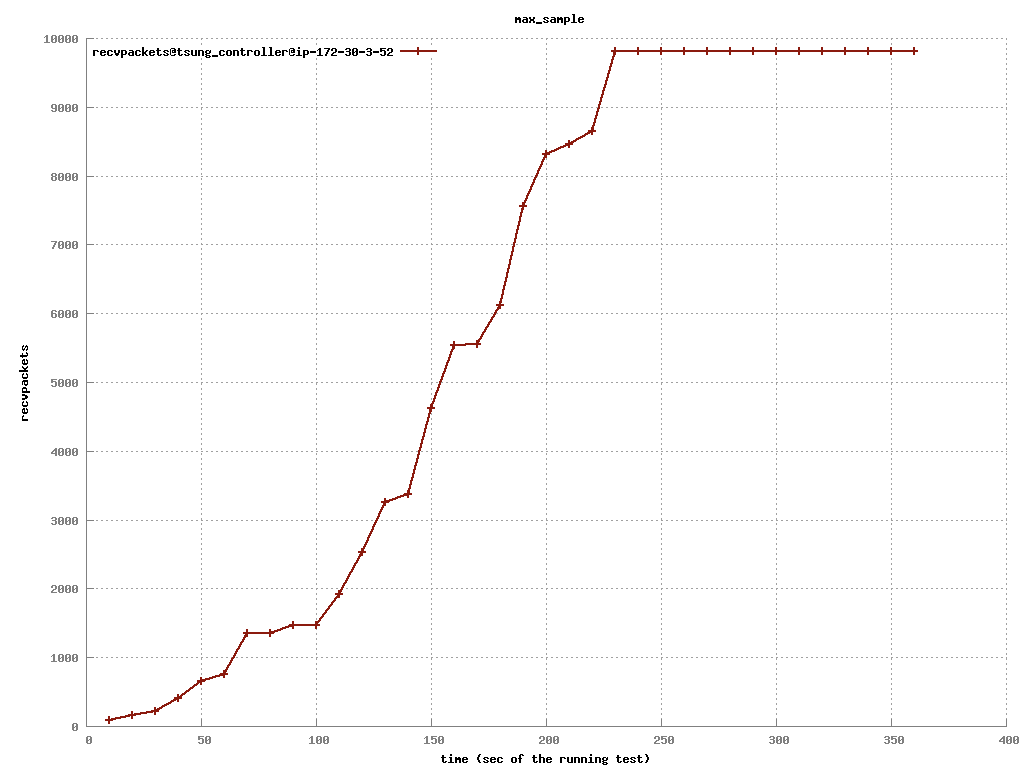 max_sample
10000
recvpackets@tsung_controller@ip-172-30-3-52
9000
8000
7000
6000
5000
4000
3000
2000
1000
0
recvpackets
0 50 100 150 200 250 300 350 400
time (sec of the running test)